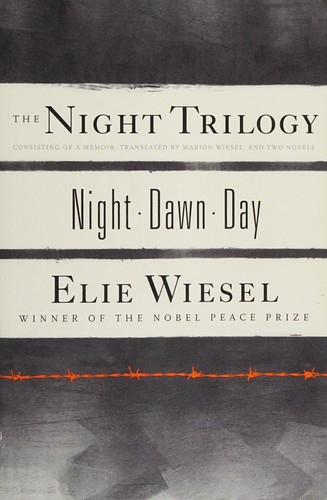 THE NIGHT TRILOGY
CONSISTING OF A MEMOIR, TRANSLATED BY MARION WIESEL, AND TWO NOVELS
Night · Dawn · Day
ELIE WIESEL
WINNER OF THE NOBEL PEACE PRIZE